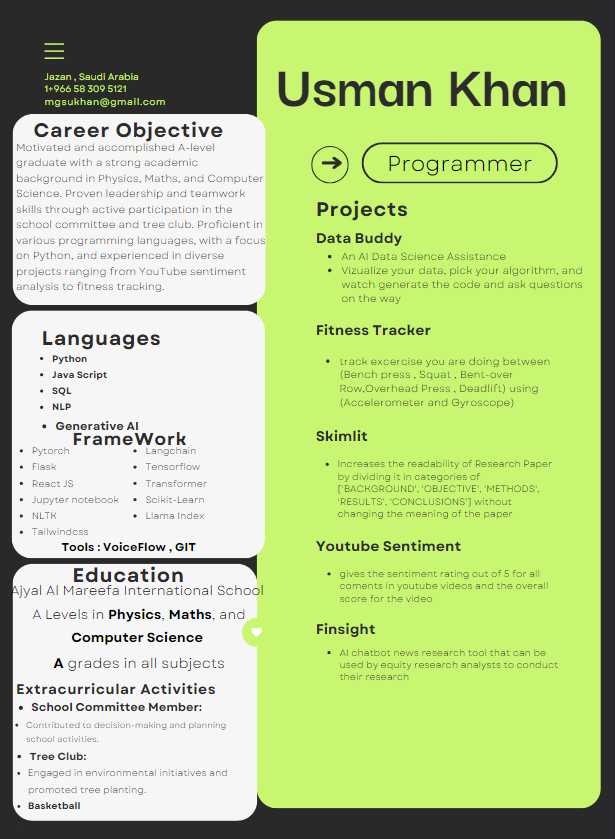 Jazan , Saudi Arabia
1+966 58 309 5121
mgsukhan@gmail.com
Career Objective
Motivated and accomplished A-level
graduate with a strong academic
background in Physics, Maths, and Computer
Science. Proven leadership and teamwork
skills through active participation in the
school committee and tree club. Proficient in
various programming languages, with a focus
on Python, and experienced in diverse
projects ranging from YouTube sentiment
analysis to fitness tracking.
Languages
• Python
• Java Script
• SQL
• NLP
• Generative AI
FrameWork
• Pytorch
• Flask
• React JS
• Jupyter notebook
• NLTK
• Tailwindcss
• Langchain
• Tensorflow
• Transformer
• Scikit-Learn
• Llama Index
Tools : VoiceFlow , GIT
Education
Ajyal Al Mareefa International School
A Levels in Physics, Maths, and
Computer Science
A grades in all subjects
Extracurricular Activities
• School Committee Member:
• Contributed to decision-making and planning
school activities.
• Tree Club:
• Engaged in environmental initiatives and
promoted tree planting.
• Basketball
Usman Khan
Programmer
Projects
Data Buddy
• An AI Data Science Assistance
• Vizualize your data, pick your algorithm, and
watch generate the code and ask questions
on the way
Fitness Tracker
• track excercise you are doing between
(Bench press , Squat , Bent-over
Row,Overhead Press , Deadlift) using
(Accelerometer and Gyroscope)
Skimlit
• Increases the readability of Research Paper
by dividing it in categories of
['BACKGROUND', 'OBJECTIVE', 'METHODS',
'RESULTS', 'CONCLUSIONS'] without
changing the meaning of the paper
Youtube Sentiment
• gives the sentiment rating out of 5 for all
coments in youtube videos and the overall
score for the video
Finsight
• AI chatbot news research tool that can be
used by equity research analysts to conduct
their research